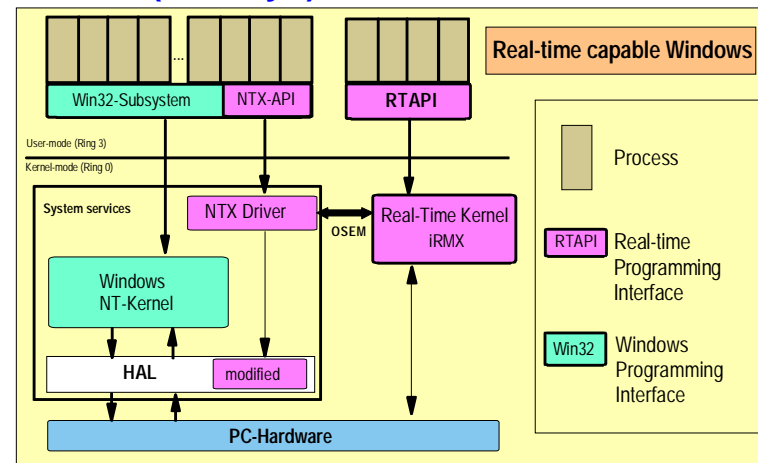 Real-time capable Windows
...
Win32-Subsystem
NTX-API
RTAPI
User-mode (Ring 3)
Kernel-mode (Ring 0)
System services
NTX Driver
OSEM
Real-Time Kernel
iRMX
Windows
NT-Kernel
HAL
modified
PC-Hardware
Process
RTAPI
Real-time
Programming
Interface
Win32
Windows
Programming
Interface